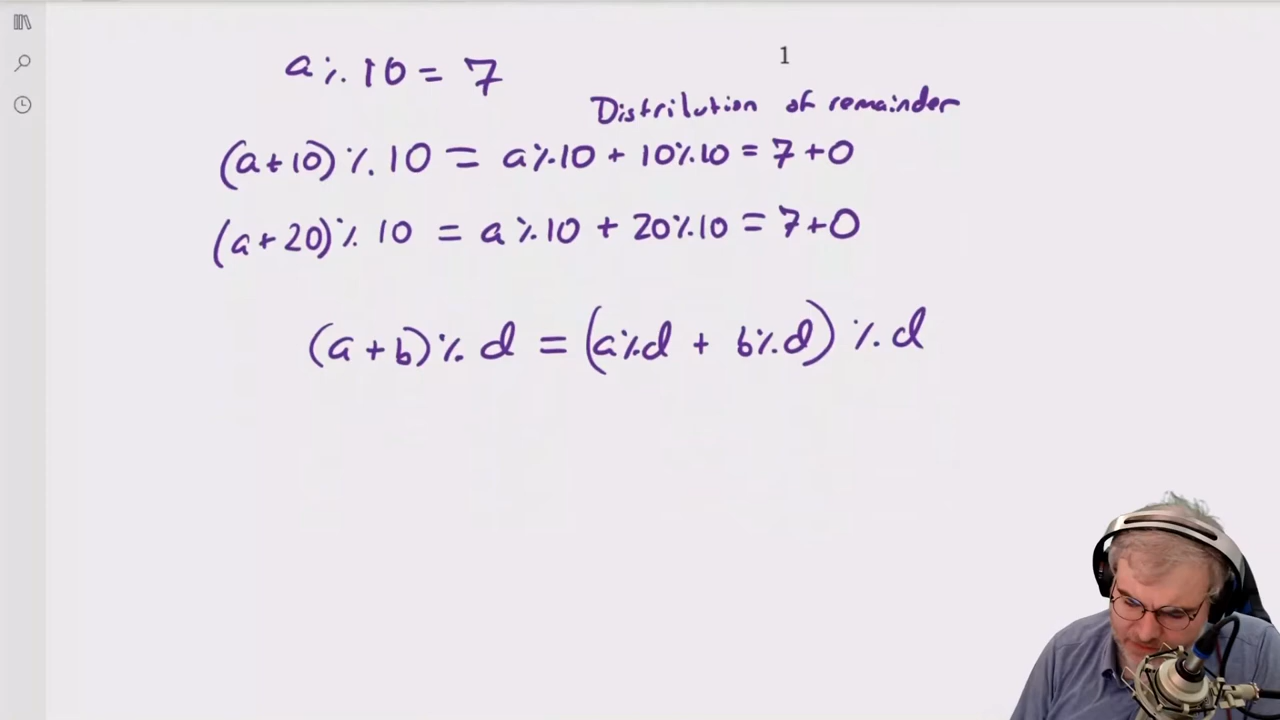 1
a % 10 = 7
Distrilution of remainder
(a+10) % 10 = a%10 + 10%10 = 7+0
(a+20) % 10 = a%10 + 20%10 = 7+0
(a+b) % d = (a%d + b%d) % d